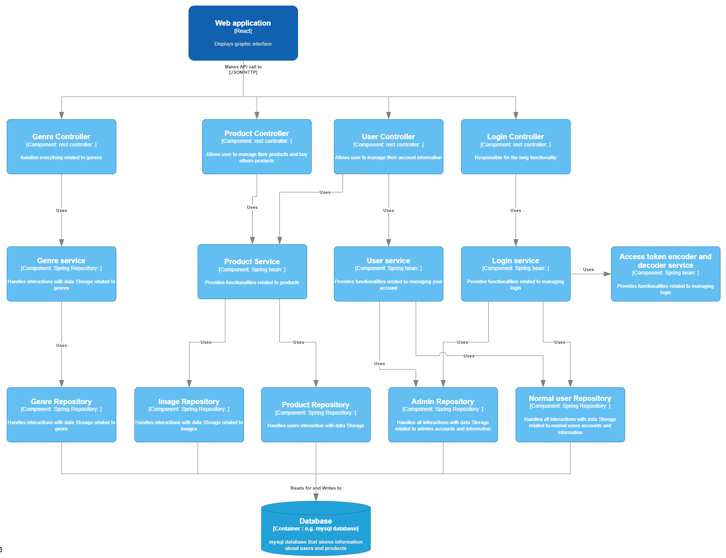 Web application
[React]
Displays graphic interface
Makes API call to
[JSON/HTTP]
Genre Controller
[Component: rest controller: ]
handles everything related to genres
Product Controller
[Component: rest controller: ]
Allows user to manage their products and buy
others products
User Controller
[Component: rest controller: ]
Allows user to manage their account information
Login Controller
[Component: rest controller: ]
Responsible for the long functionality
Uses
Uses
Uses
Uses
Uses
Genre service
[Component: Spring Repository: ]
Handles interactions with data Storage related to
genres
Product Service
[Component: Spring bean: ]
Provides functionalities related to products
User service
[Component: Spring bean: ]
Provides functionalities related to managing your
account
Login service
[Component: Spring bean: ]
Provides functionalities related to managing
login
Uses
Access token encoder and
decoder service
[Component: Spring bean: ]
Provides functionalities related to managing
login
Uses
Uses
Uses
Uses
Uses
Uses
Uses
Genre Repository
[Component: Spring Repository: ]
Handles interactions with data Storage related to
genre
Image Repository
[Component: Spring Repository: ]
Handles interactions with data Storage related to
images
Product Repository
[Component: Spring Repository: ]
Handles users interaction with data Storage
Admin Repository
[Component: Spring Repository: ]
Handles all interactions with data Storage
related to admins accounts and information
Normal user Repository
[Component: Spring Repository: ]
Handles all interactions with data Storage
related to normal users accounts and
information
Reads for and Writes to
Database
[Container : e.g. mysql database]
mysql database that stores information
about users and products